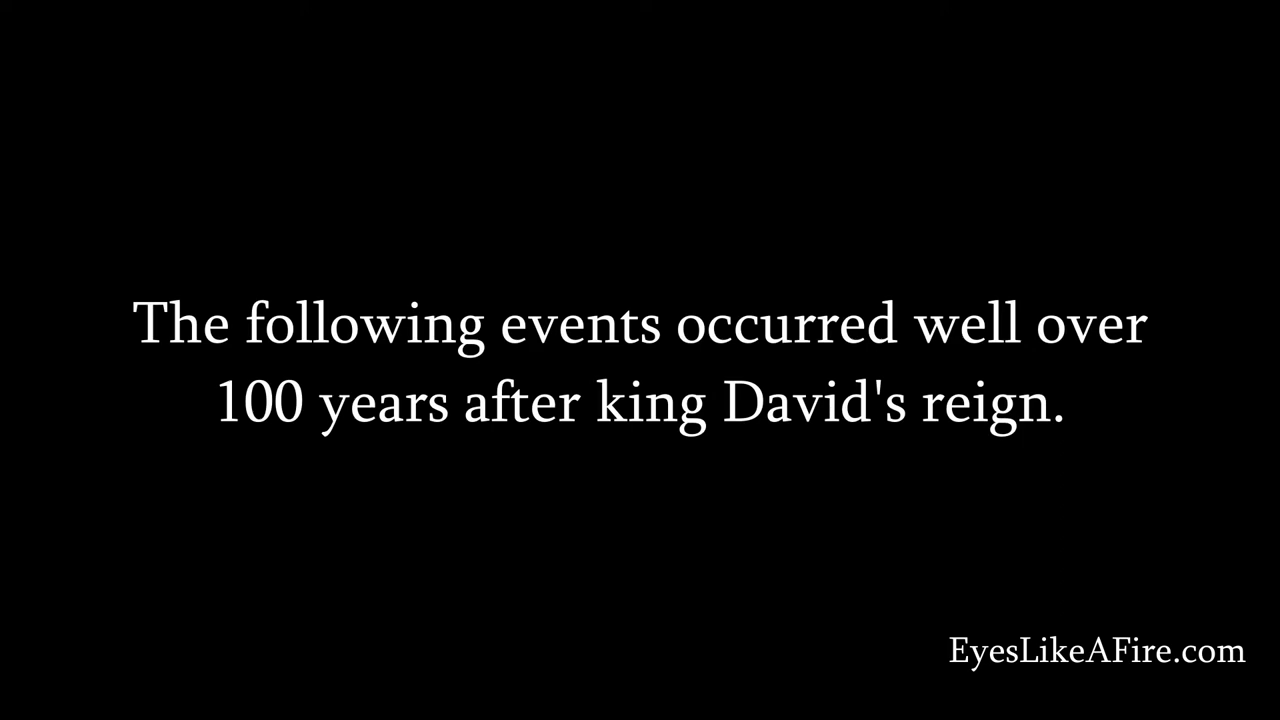 The following events occurred well over
100 years after king David's reign.
EyesLikeAFire.com